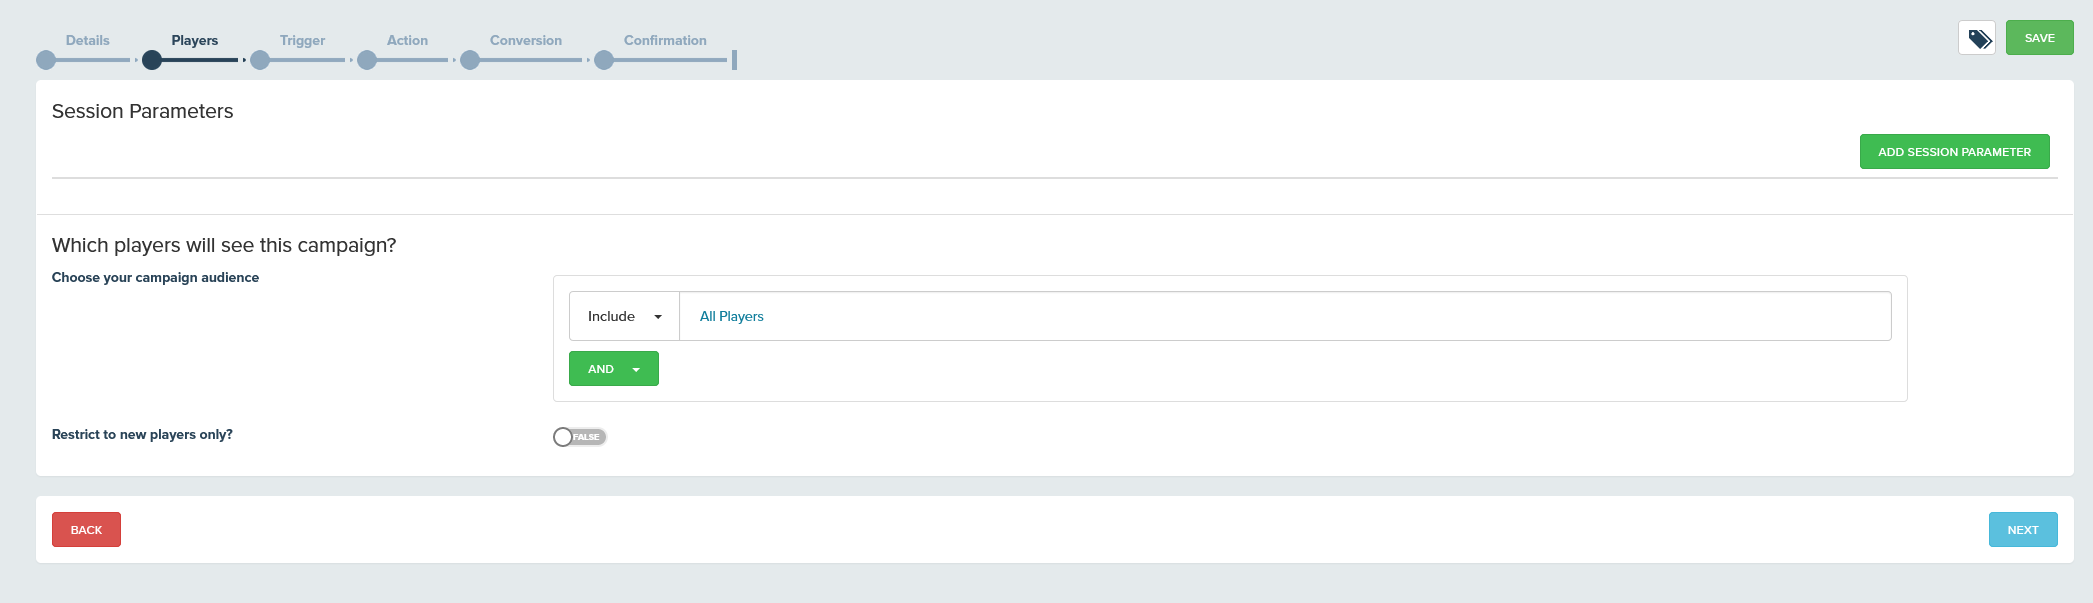 Details Players Trigger Action Conversion Confirmation
SAVE
Session Parameters
ADD SESSION PARAMETER
Which players will see this campaign?
Choose your campaign audience
Include All Players
AND
Restrict to new players only? FALSE
BACK NEXT